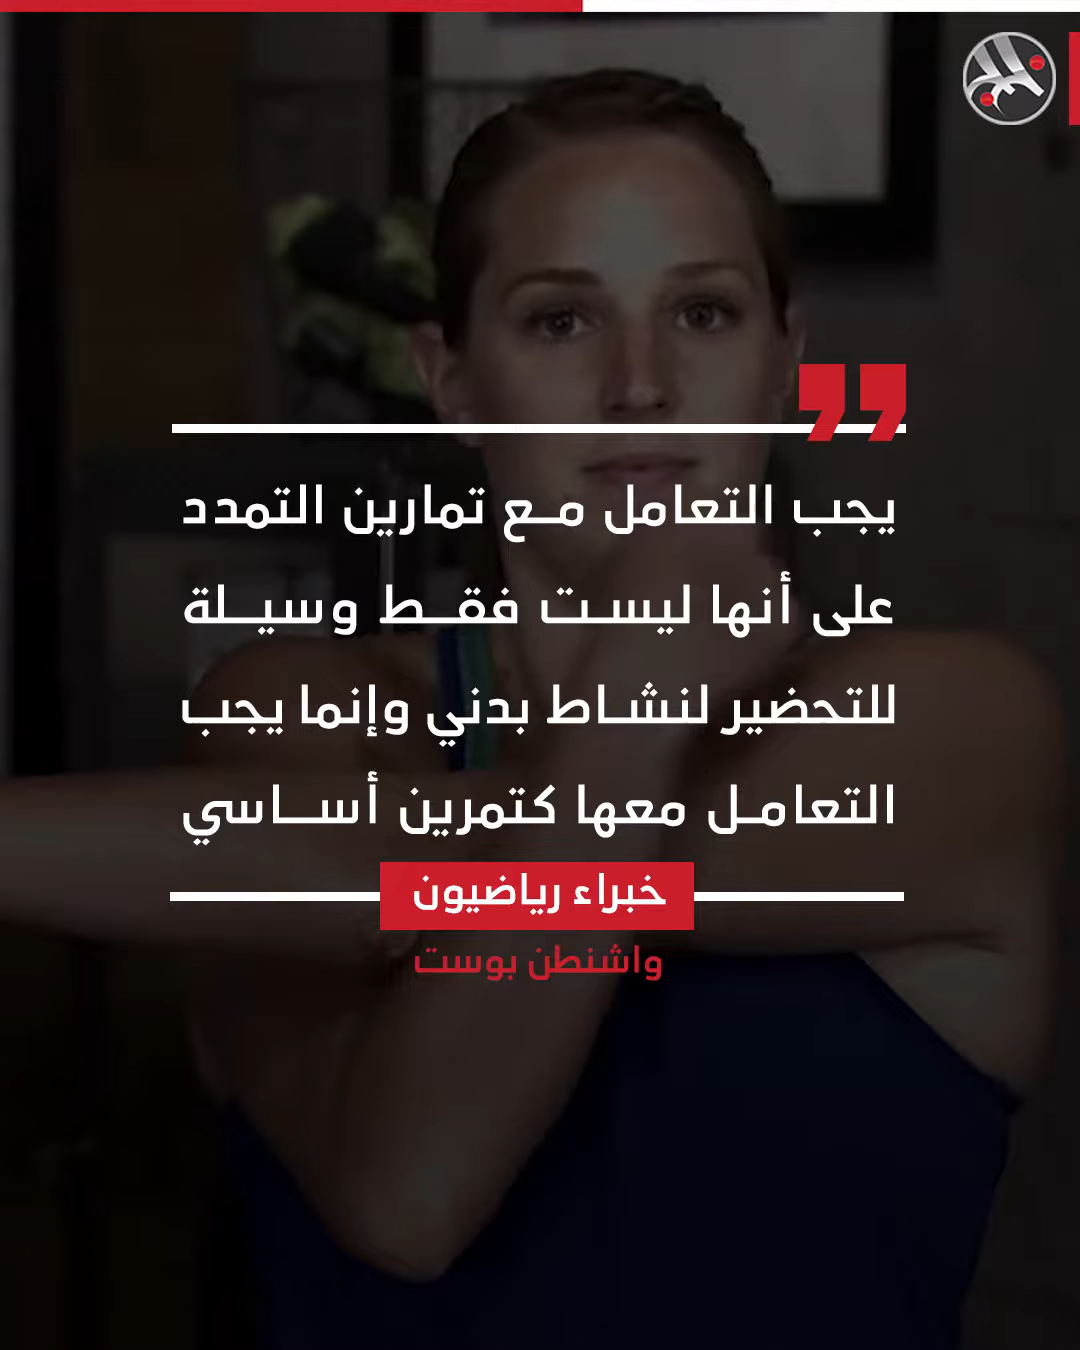 يجب التعامل مع تمارين التمدد
على أنها ليست فقط وسيلة
للتحضير لنشاط بدني وإنما يجب
التعامل معها كتمرين أساسي
خبراء رياضيون
واشنطن بوست